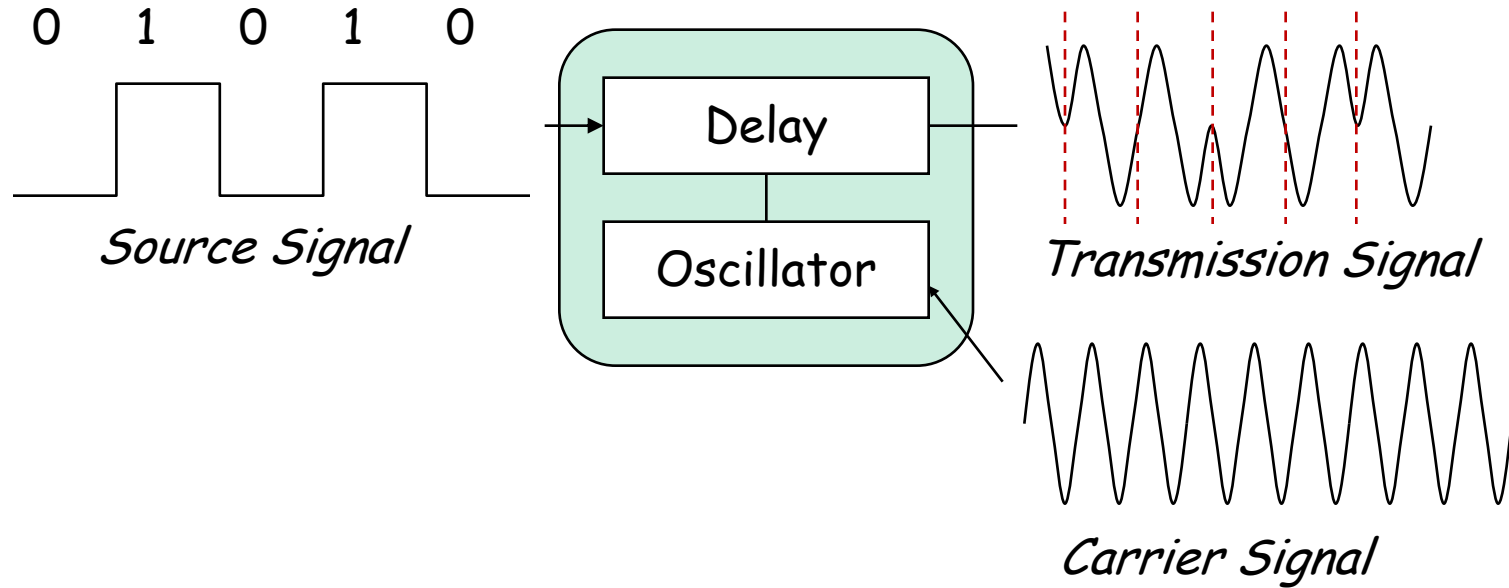 0 1 0 1 0
Source Signal
Delay
Oscillator
Transmission Signal
Carrier Signal